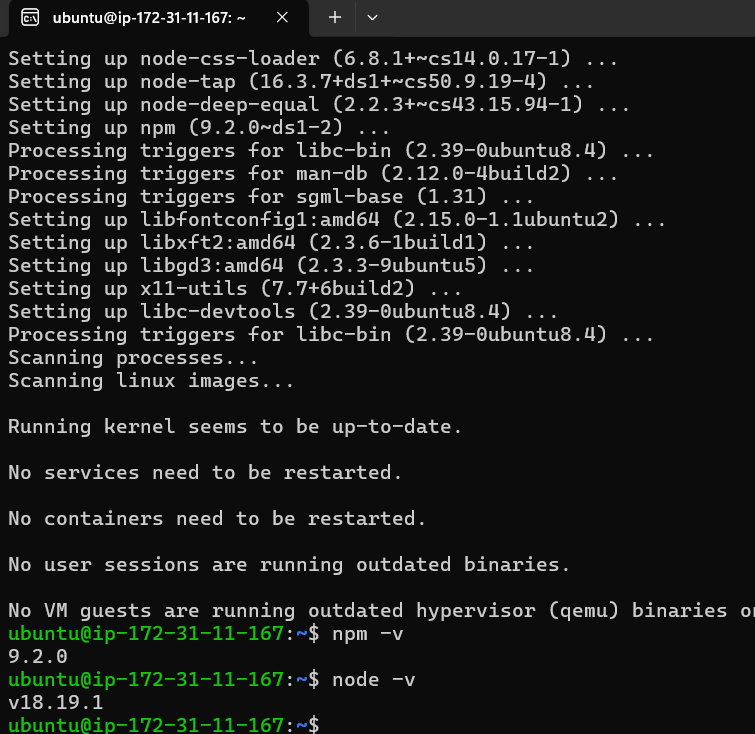 ubuntu@ip-172-31-11-167: ~
Setting up node-css-loader (6.8.1+~cs14.0.17-1) ...
Setting up node-tap (16.3.7+ds1+~cs50.9.19-4) ...
Setting up node-deep-equal (2.2.3+~cs43.15.94-1) ...
Setting up npm (9.2.0~ds1-2) ...
Processing triggers for libc-bin (2.39-0ubuntu8.4) ...
Processing triggers for man-db (2.12.0-4build2) ...
Processing triggers for sgml-base (1.31) ...
Setting up libfontconfig1:amd64 (2.15.0-1.1ubuntu2) ...
Setting up libxft2:amd64 (2.3.6-1build1) ...
Setting up libgd3:amd64 (2.3.3-9ubuntu5) ...
Setting up x11-utils (7.7+6build2) ...
Setting up libc-devtools (2.39-0ubuntu8.4) ...
Processing triggers for libc-bin (2.39-0ubuntu8.4) ...
Scanning processes...
Scanning linux images...
Running kernel seems to be up-to-date.
No services need to be restarted.
No containers need to be restarted.
No user sessions are running outdated binaries.
No VM guests are running outdated hypervisor (qemu) binaries
ubuntu@ip-172-31-11-167:~$ npm -v
9.2.0
ubuntu@ip-172-31-11-167:~$ node -v
v18.19.1
ubuntu@ip-172-31-11-167:~$